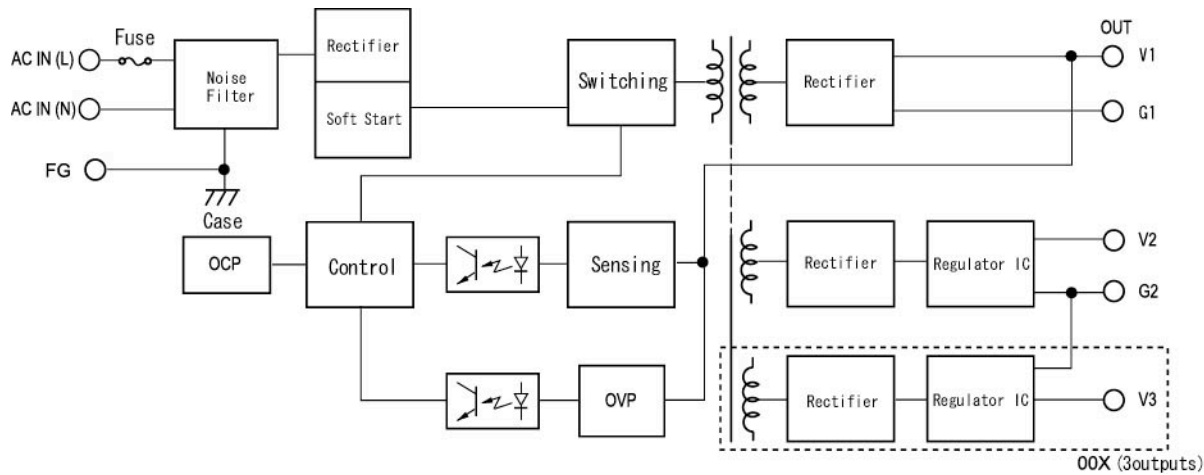 OUT
Fuse
AC IN (L)
Noise
Filter
Rectifier
Soft Start
Switching
Rectifier
V1
AC IN (N)
G1
FG
Case
OCP
Control
Sensing
Rectifier
Regulator IC
V2
G2
OVP
Rectifier
Regulator IC
V3
00X (3outputs)